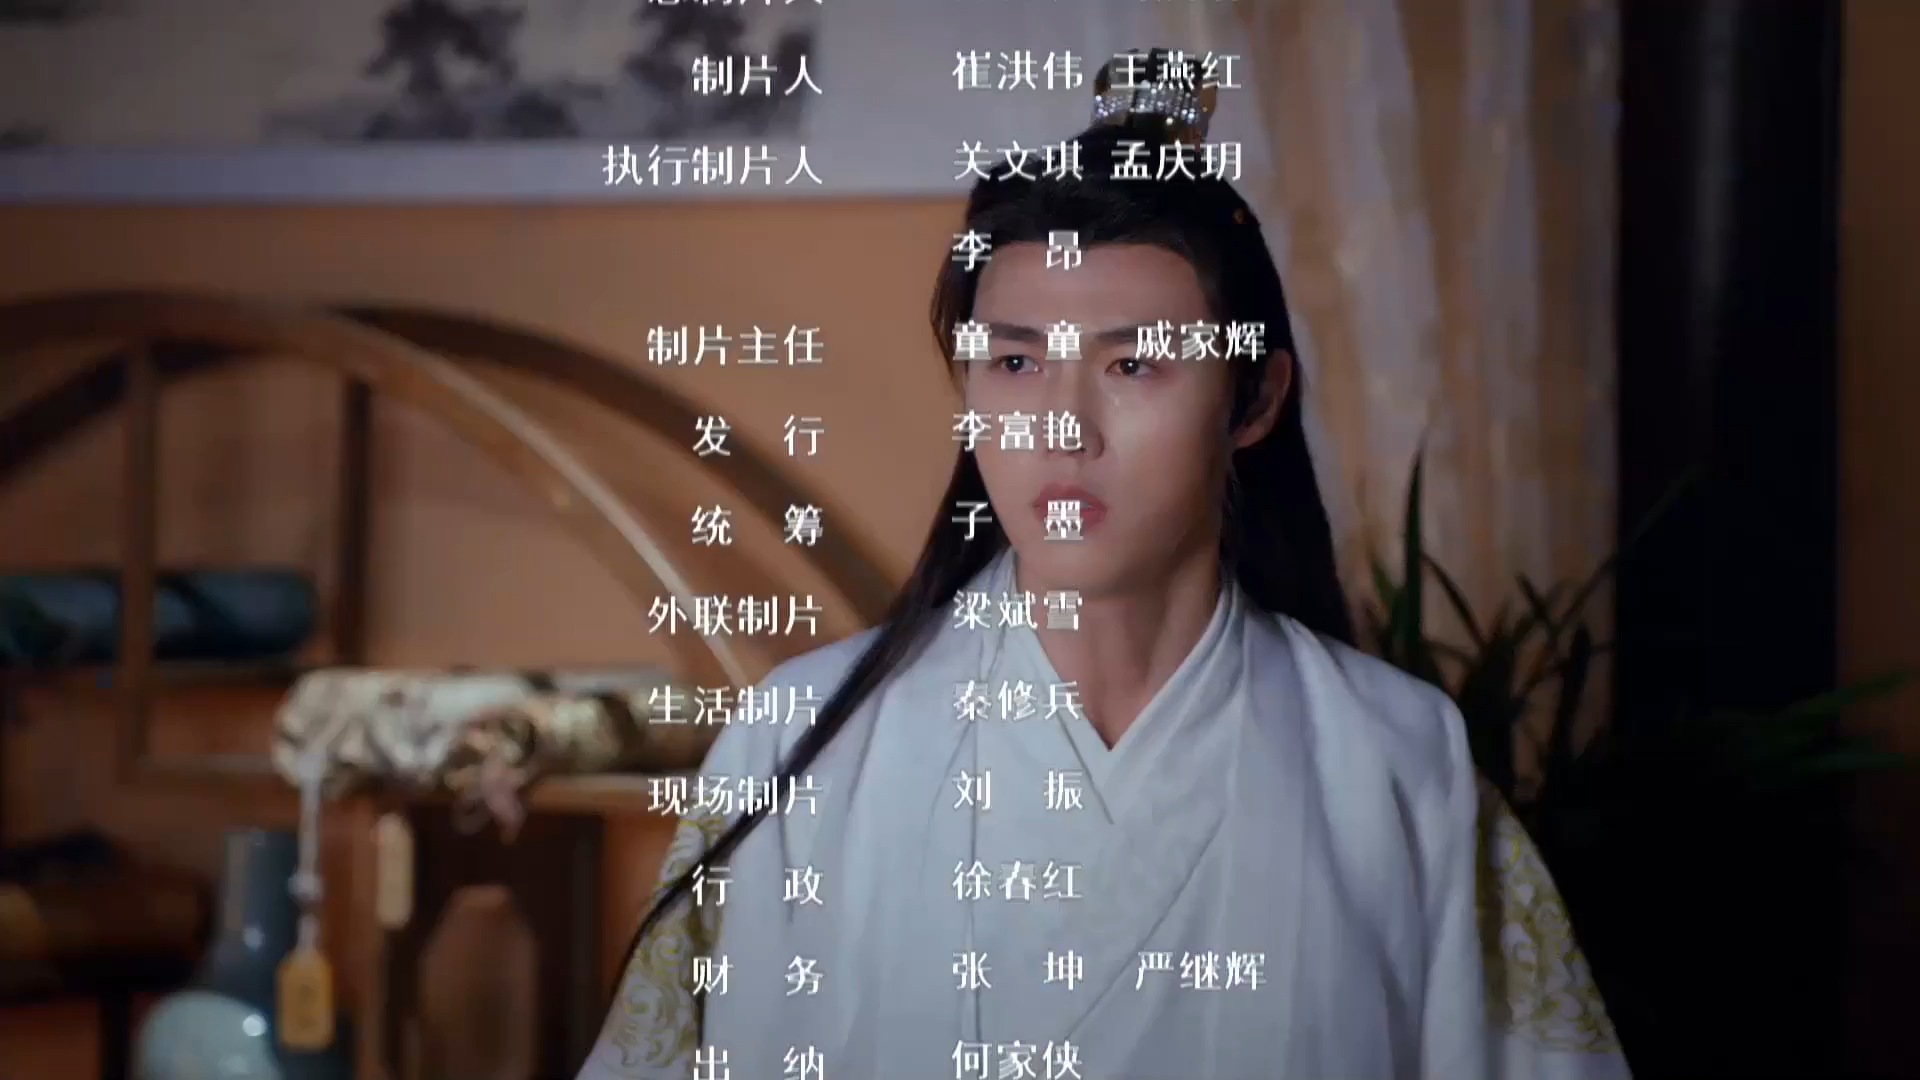 制片人 崔洪伟 王燕红
执行制片人 关文琪 孟庆玥
李 昂
制片主任 童 童 戚家辉
发 行 李富艳
统 筹 子 墨
外联制片 梁斌雪
生活制片 秦修兵
现场制片 刘 振
行 政 徐春红
财 务 张 坤 严继辉
出 纳 何家侠